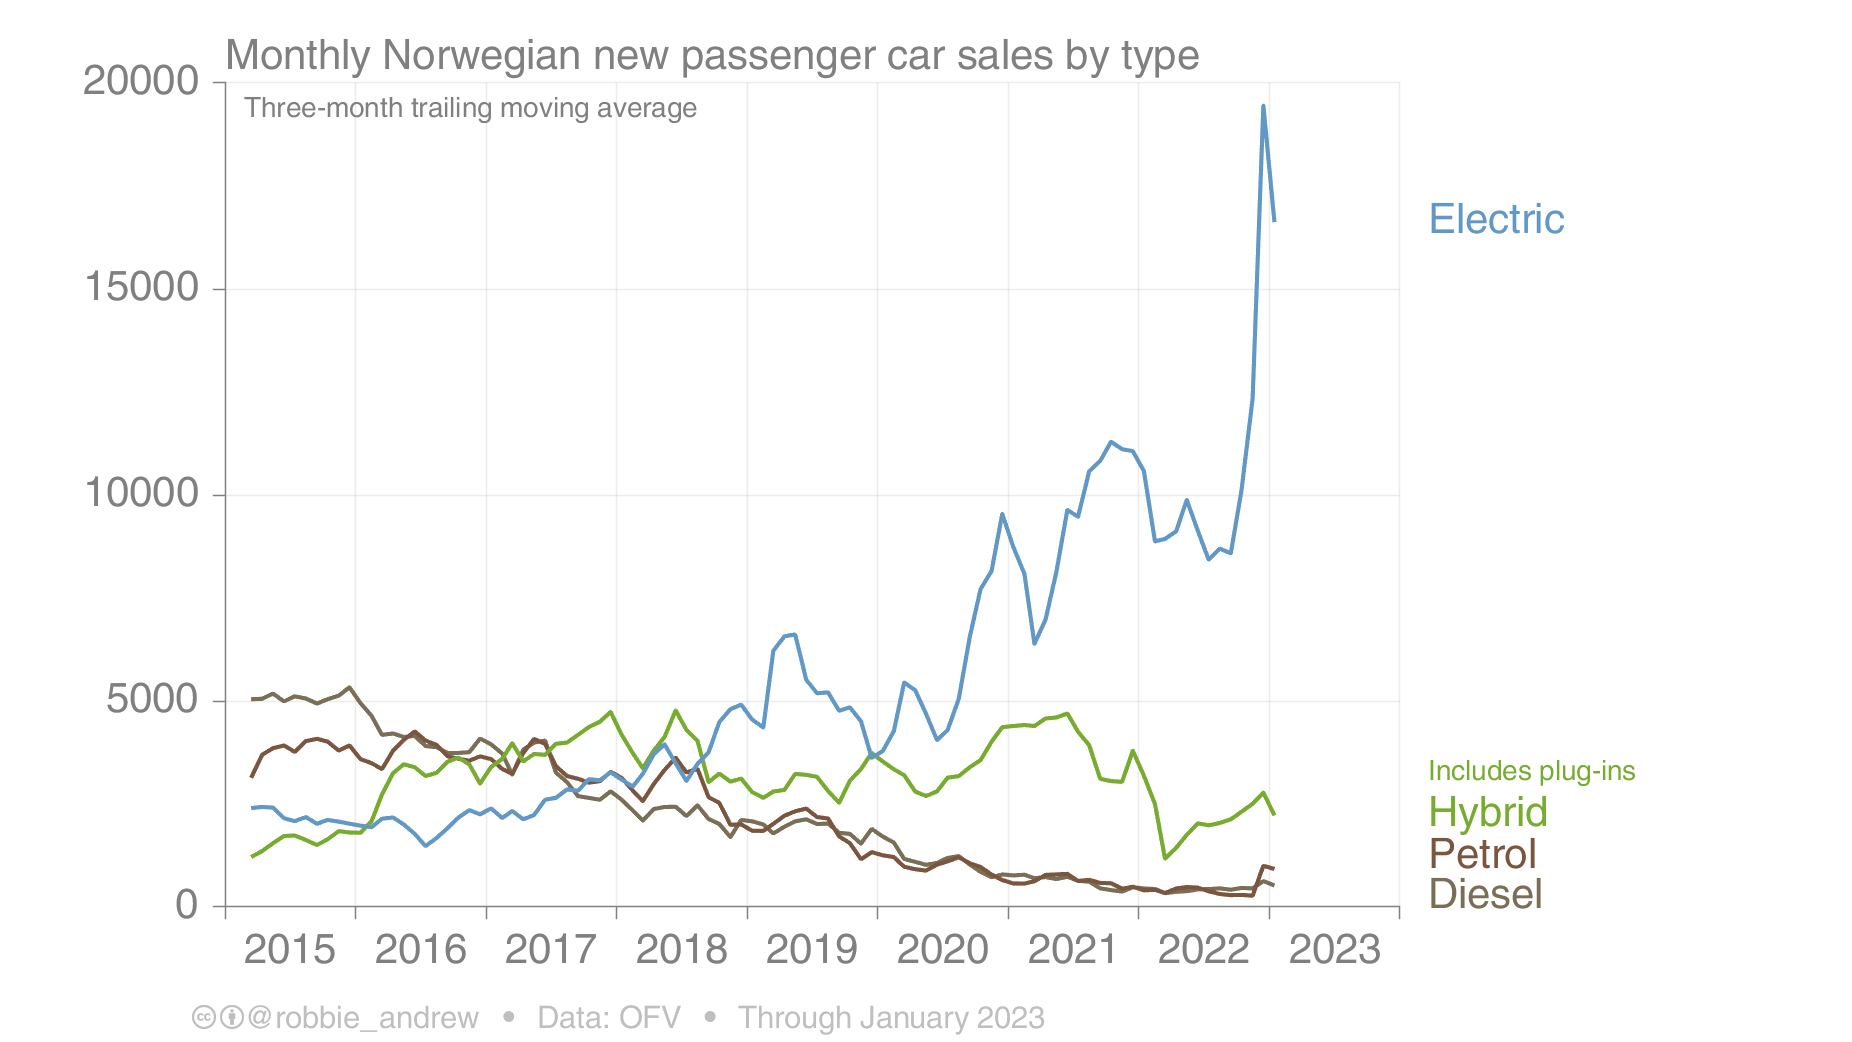 Monthly Norwegian new passenger car sales by type
Three-month trailing moving average
20000
15000
10000
5000
0
Electric
Includes plug-ins
Hybrid
Petrol
Diesel
2015 2016 2017 2018 2019 2020 2021 2022 2023
cc @robbie_andrew • Data: OFV • Through January 2023